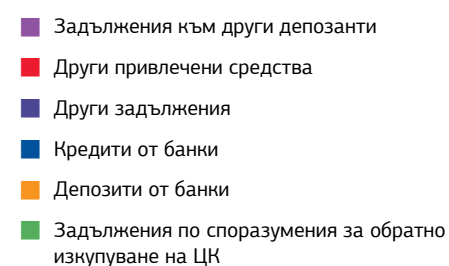 Задължения към други депозанти
Други привлечени средства
Други задължения
Кредити от банки
Депозити от банки
Задължения по споразумения за обратно
изкупуване на ЦК